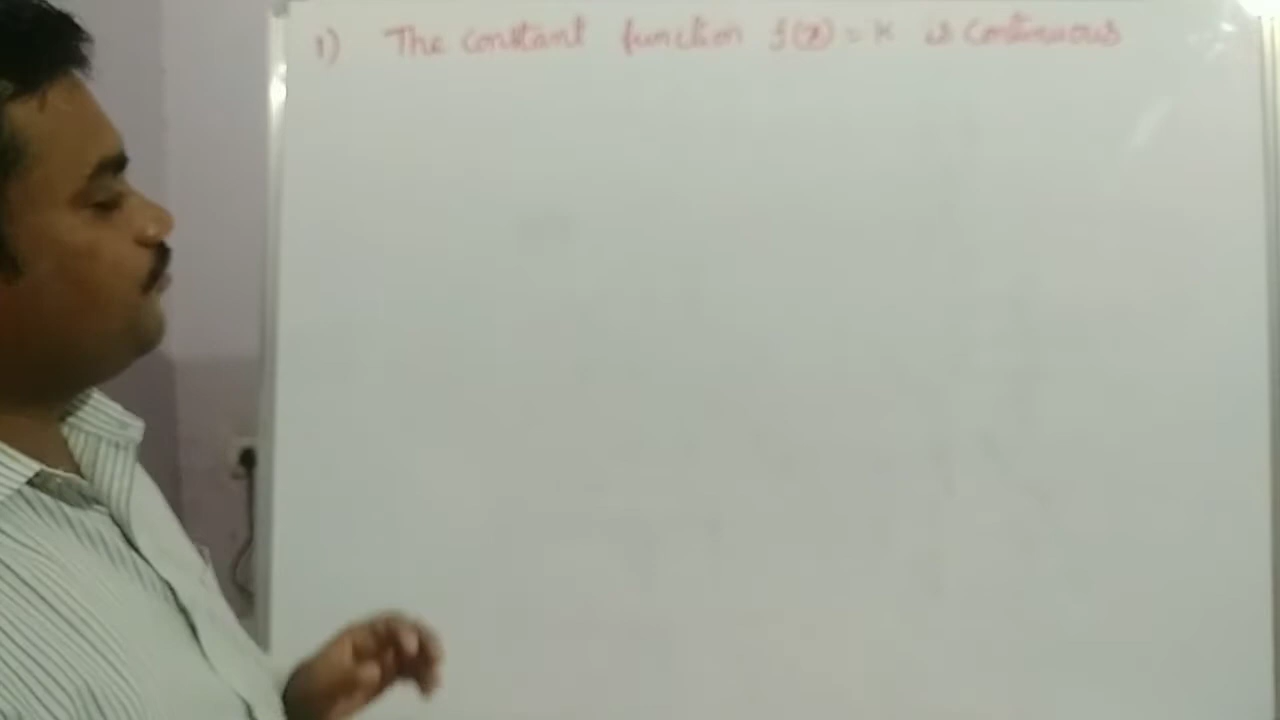 1) The constant function f(x) = K is continuous